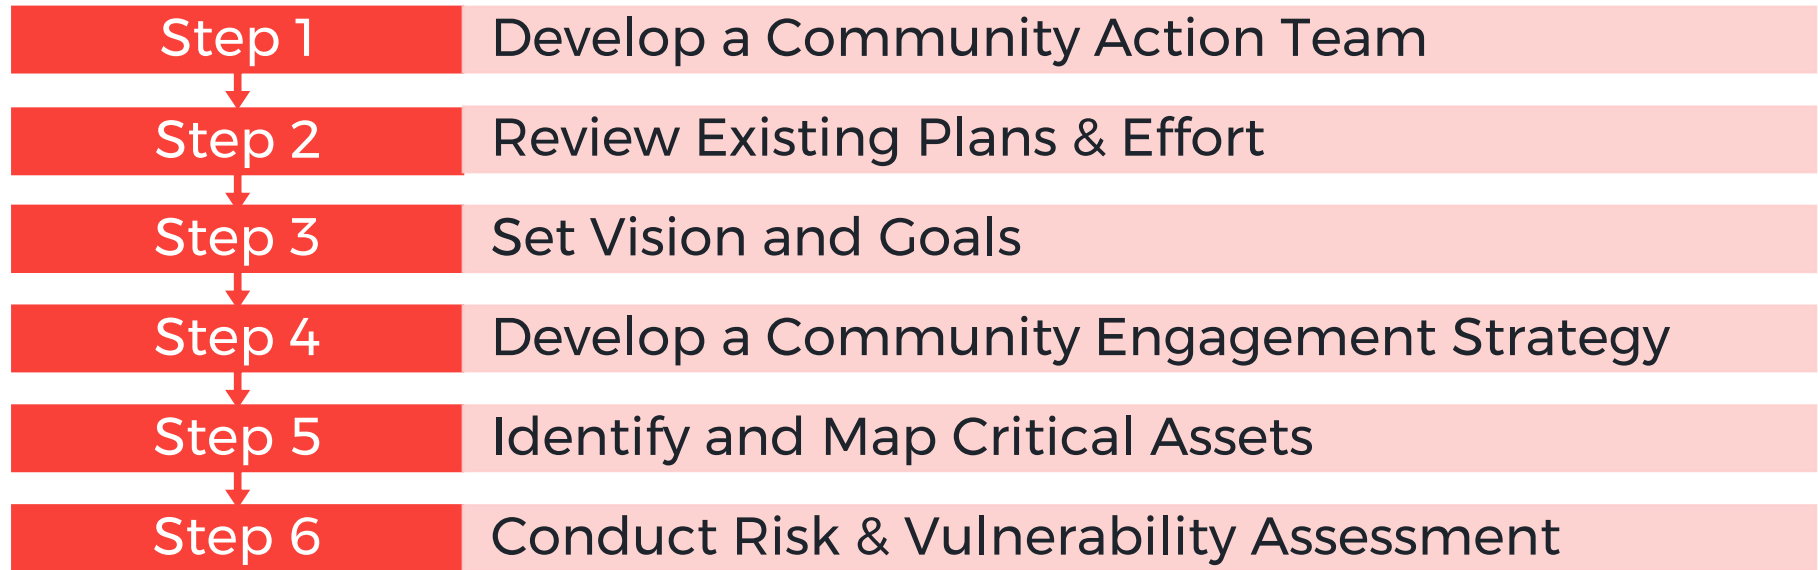 Step 1 Develop a Community Action Team
Step 2 Review Existing Plans & Effort
Step 3 Set Vision and Goals
Step 4 Develop a Community Engagement Strategy
Step 5 Identify and Map Critical Assets
Step 6 Conduct Risk & Vulnerability Assessment